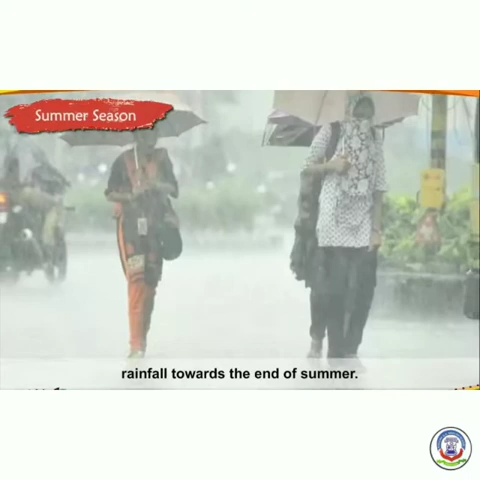 Summer Season
rainfall towards the end of summer.